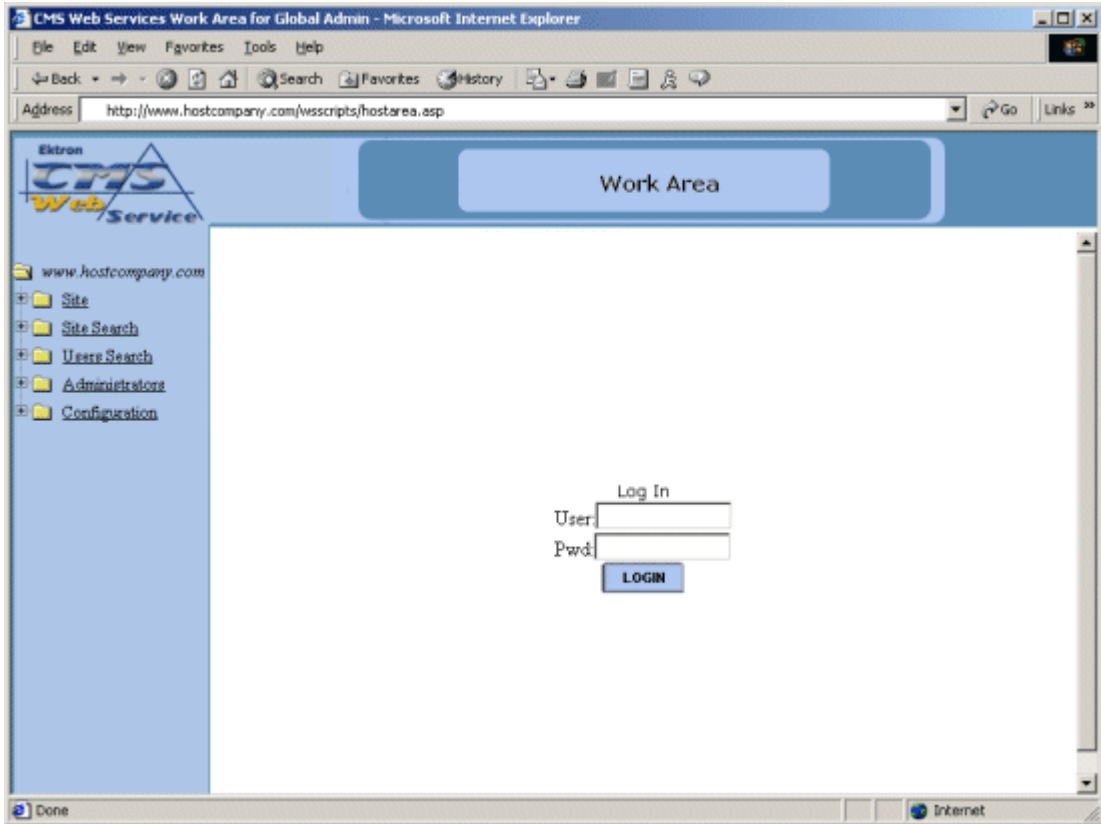 CMS Web Services Work Area for Global Admin - Microsoft Internet Explorer
File Edit View Favorites Tools Help
Back Search Favorites History
Address http://www.hostcompany.com/wsscripts/hostarea.asp Go Links »
Ektron
CMS
Web
Service
Work Area
www.hostcompany.com
Site
Site Search
Users Search
Administrators
Configuration
Log In
User:
Pwd:
LOGIN
Done Internet